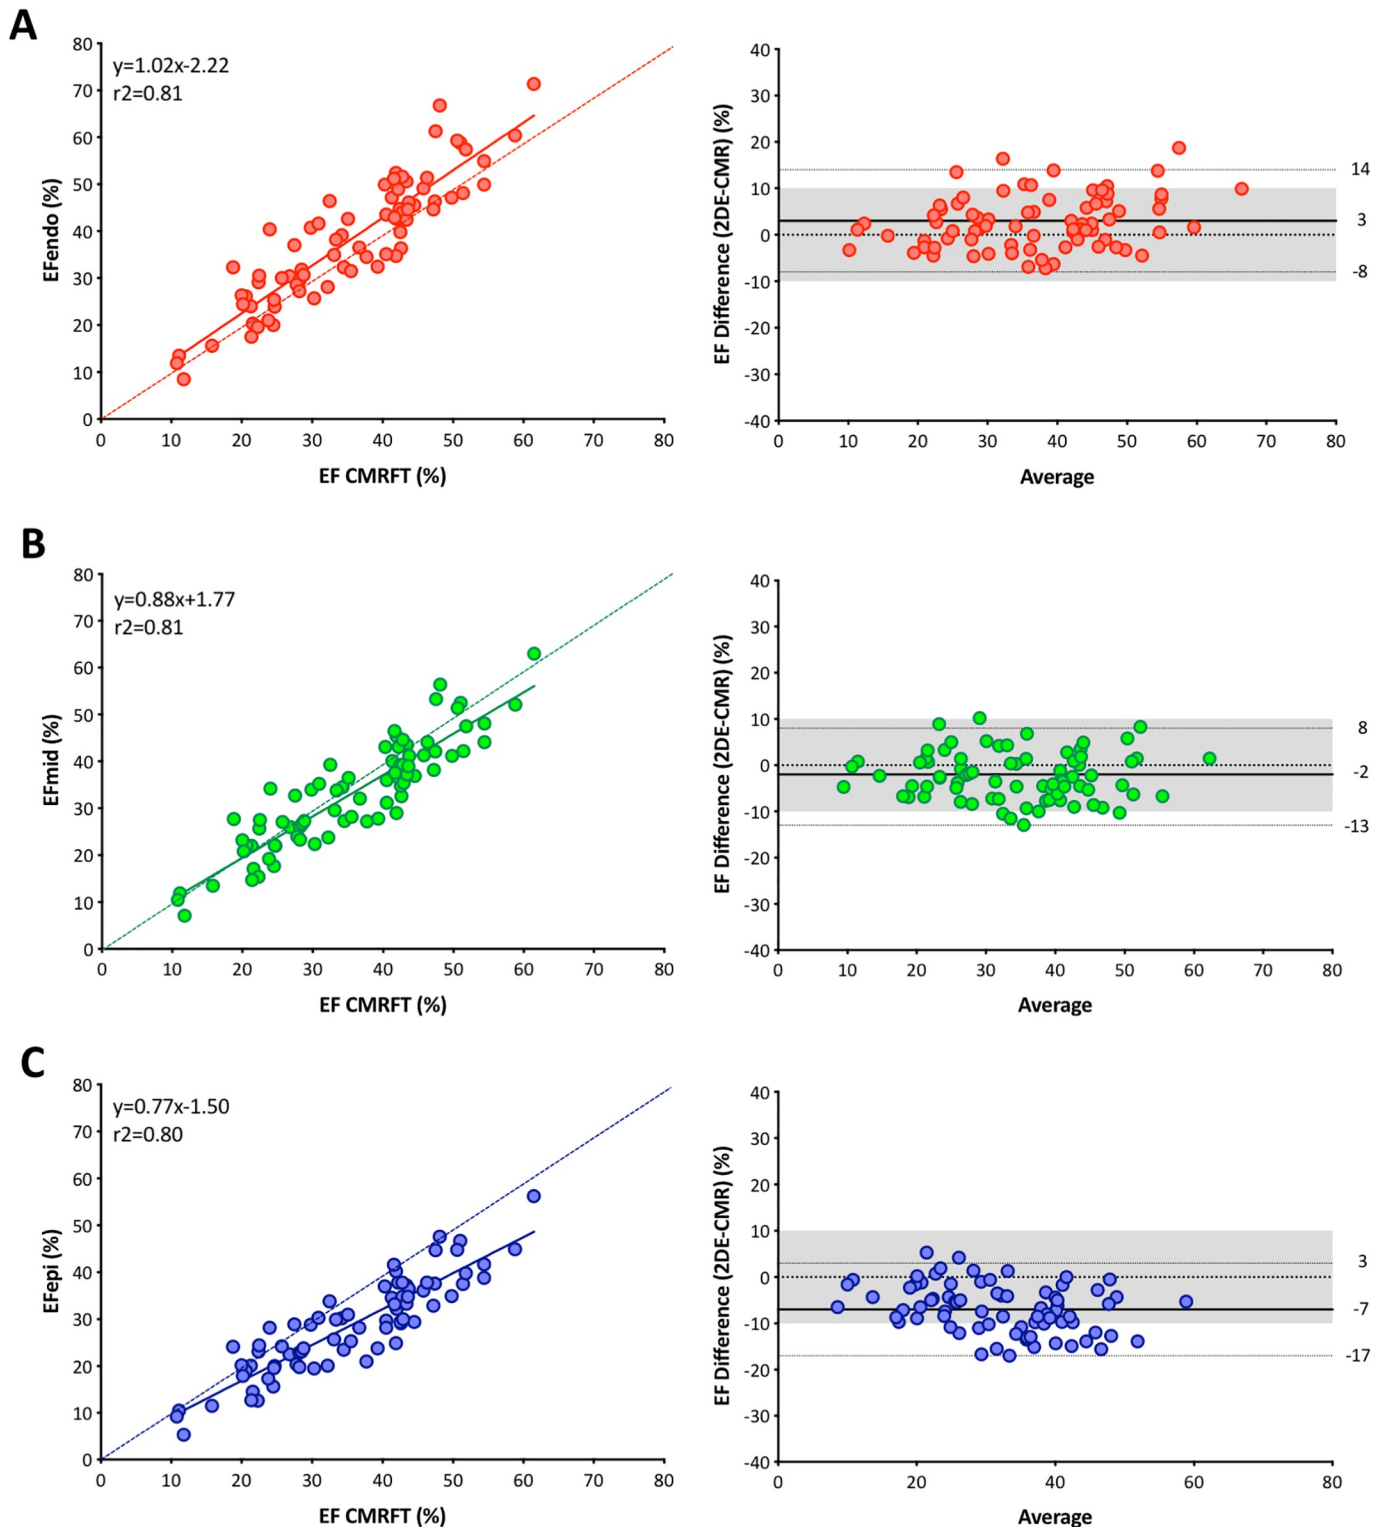 A
y=1.02x-2.22
r2=0.81
EFendo (%)
80
70
60
50
40
30
20
10
0
0 10 20 30 40 50 60 70 80
EF CMRFT (%)
EF Difference (2DE-CMR) (%)
40
30
20
10
0
-10
-20
-30
-40
14
3
-8
0 10 20 30 40 50 60 70 80
Average
B
y=0.88x+1.77
r2=0.81
EFmid (%)
80
70
60
50
40
30
20
10
0
0 10 20 30 40 50 60 70 80
EF CMRFT (%)
EF Difference (2DE-CMR) (%)
40
30
20
10
0
-10
-20
-30
-40
8
-2
-13
0 10 20 30 40 50 60 70 80
Average
C
y=0.77x-1.50
r2=0.80
EFepi (%)
80
70
60
50
40
30
20
10
0
0 10 20 30 40 50 60 70 80
EF CMRFT (%)
EF Difference (2DE-CMR) (%)
40
30
20
10
0
-10
-20
-30
-40
3
-7
-17
0 20 40 60 80
Average